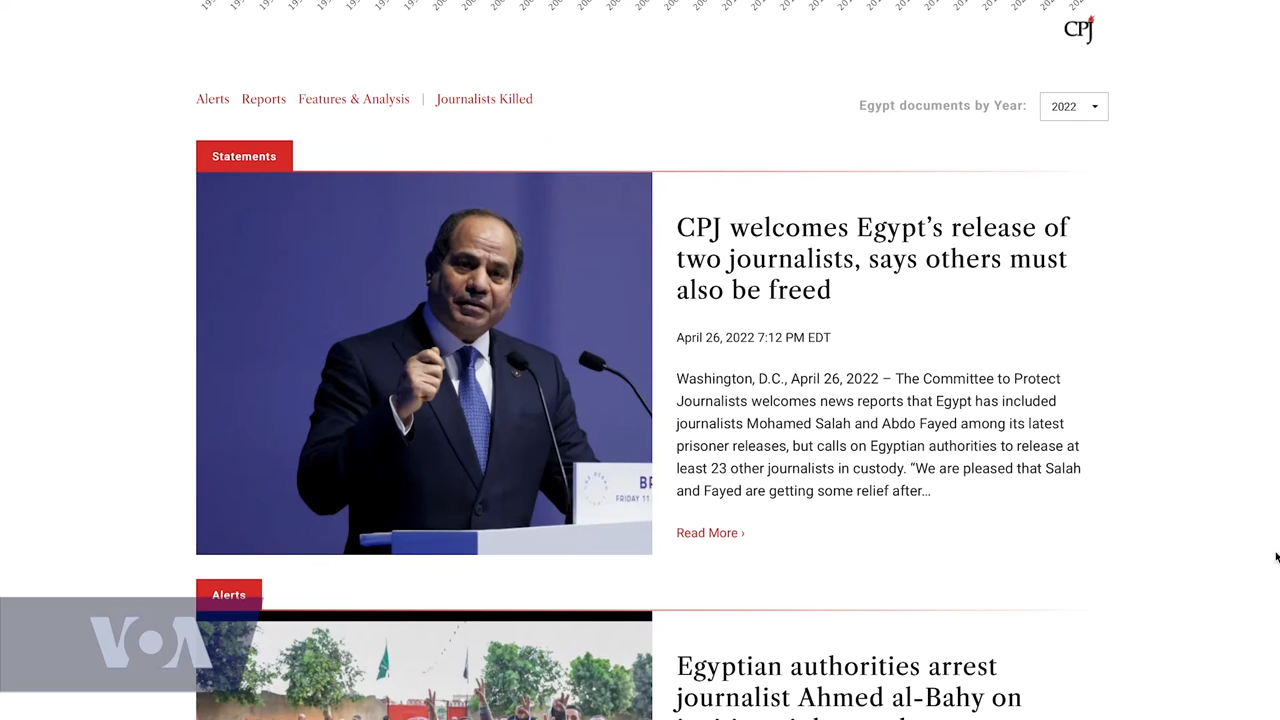 CPJ
Alerts Reports Features & Analysis | Journalists Killed
Egypt documents by Year: 2022
Statements
CPJ welcomes Egypt’s release of
two journalists, says others must
also be freed
April 26, 2022 7:12 PM EDT
Washington, D.C., April 26, 2022 – The Committee to Protect
Journalists welcomes news reports that Egypt has included
journalists Mohamed Salah and Abdo Fayed among its latest
prisoner releases, but calls on Egyptian authorities to release at
least 23 other journalists in custody. “We are pleased that Salah
and Fayed are getting some relief after…
Read More ›
FRIDAY 11
Alerts
VOA
Egyptian authorities arrest
journalist Ahmed al-Bahy on